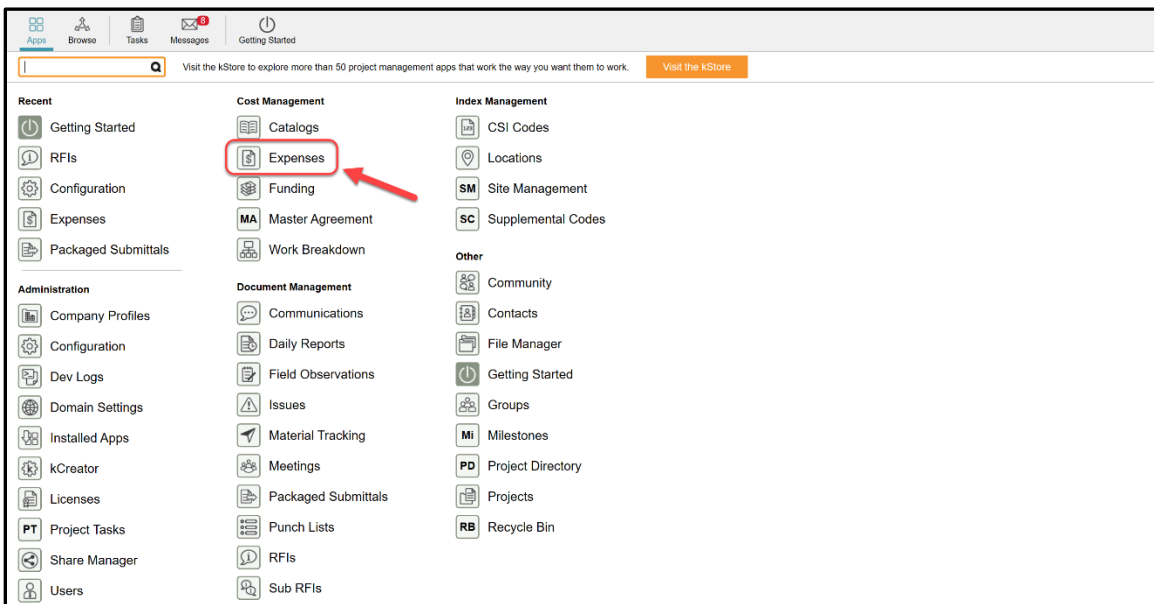 8
Apps
Browse
Tasks
Messages
Getting Started
Visit the kStore to explore more than 50 project management apps that work the way you want them to work.
Visit the kStore
Recent
Getting Started
RFIs
Configuration
Expenses
Packaged Submittals
Administration
Company Profiles
Configuration
Dev Logs
Domain Settings
Installed Apps
kCreator
Licenses
PT Project Tasks
Share Manager
Users
Cost Management
Catalogs
Expenses
Funding
MA Master Agreement
Work Breakdown
Document Management
Communications
Daily Reports
Field Observations
Issues
Material Tracking
Meetings
Packaged Submittals
Punch Lists
RFIs
Sub RFIs
Index Management
123 CSI Codes
Locations
SM Site Management
SC Supplemental Codes
Other
Community
Contacts
File Manager
Getting Started
Groups
Mi Milestones
PD Project Directory
Projects
RB Recycle Bin